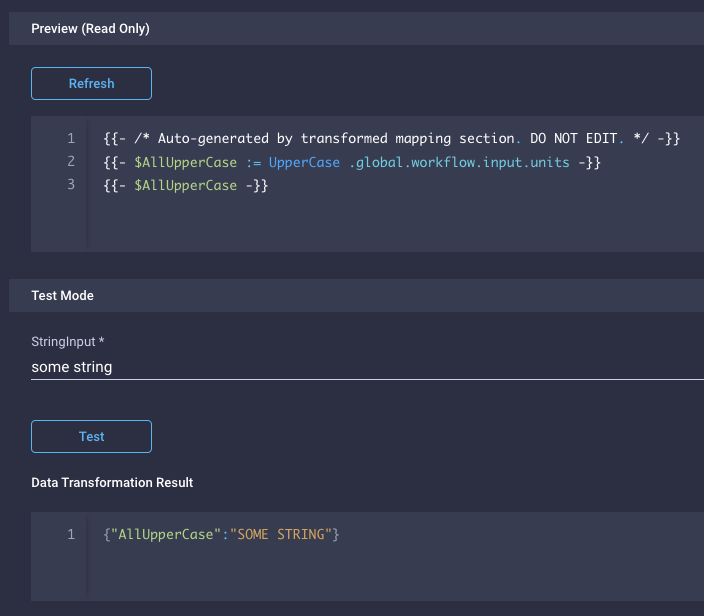 Preview (Read Only)
Refresh
1 {{- /* Auto-generated by transformed mapping section. DO NOT EDIT. */ -}}
2 {{- $AllUpperCase := UpperCase .global.workflow.input.units -}}
3 {{- $AllUpperCase -}}
Test Mode
StringInput *
some string
Test
Data Transformation Result
1 {"AllUpperCase":"SOME STRING"}